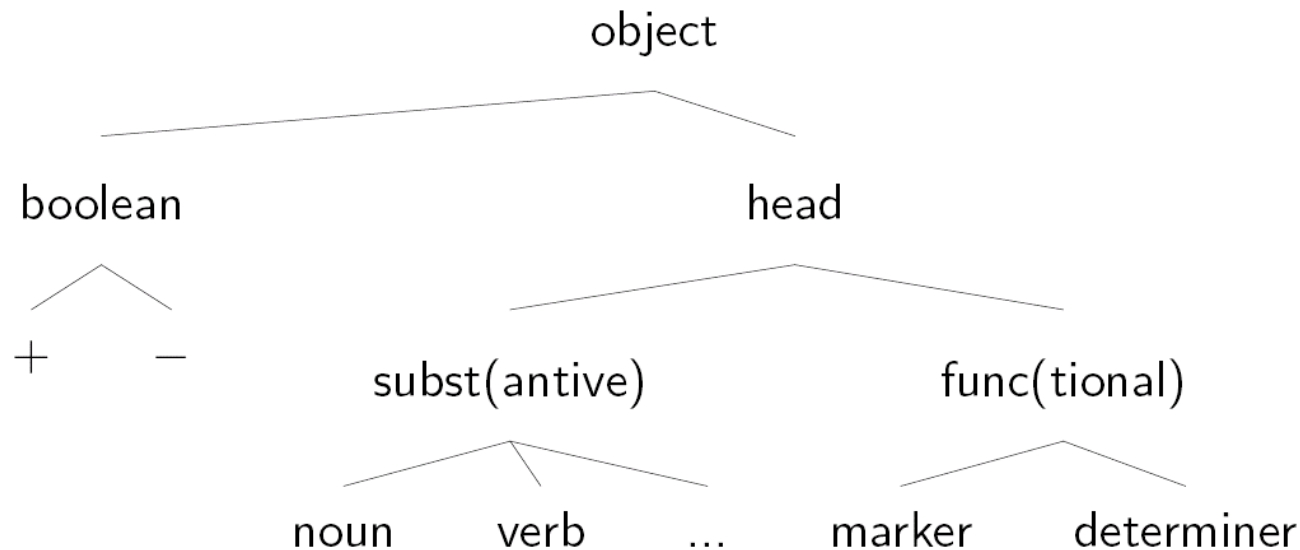 object
boolean head
+ −
subst(antive) func(tional)
noun verb ... marker determiner